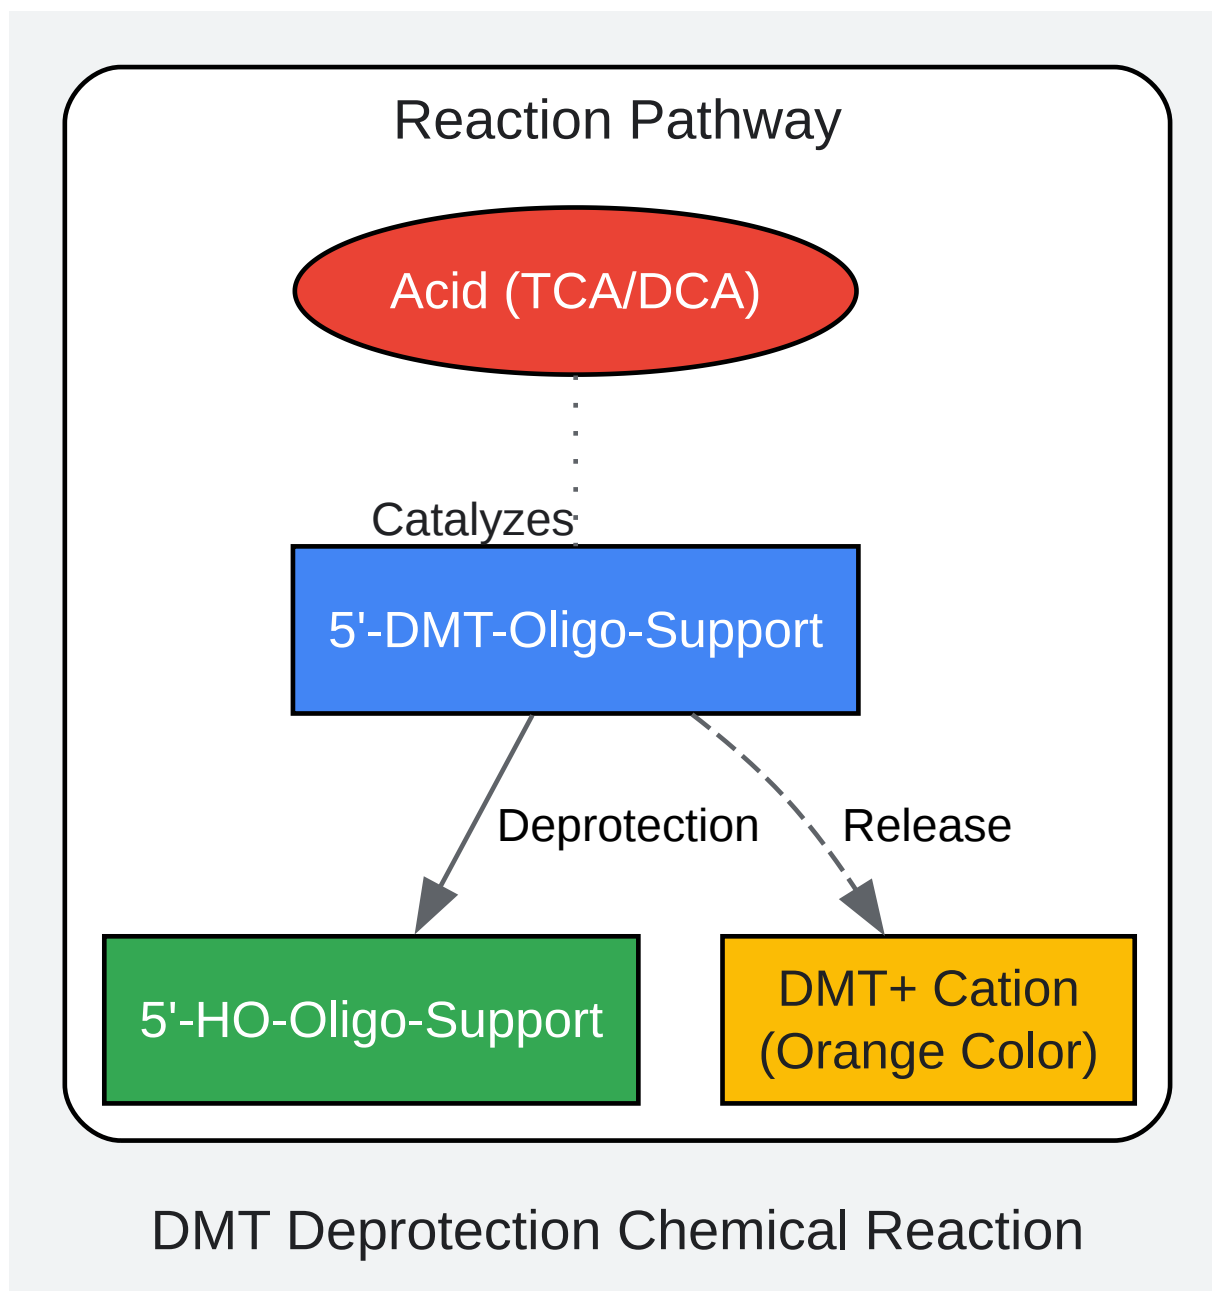 Reaction Pathway
Acid (TCA/DCA)
Catalyzes
5'-DMT-Oligo-Support
Deprotection
Release
5'-HO-Oligo-Support
DMT+ Cation
(Orange Color)
DMT Deprotection Chemical Reaction